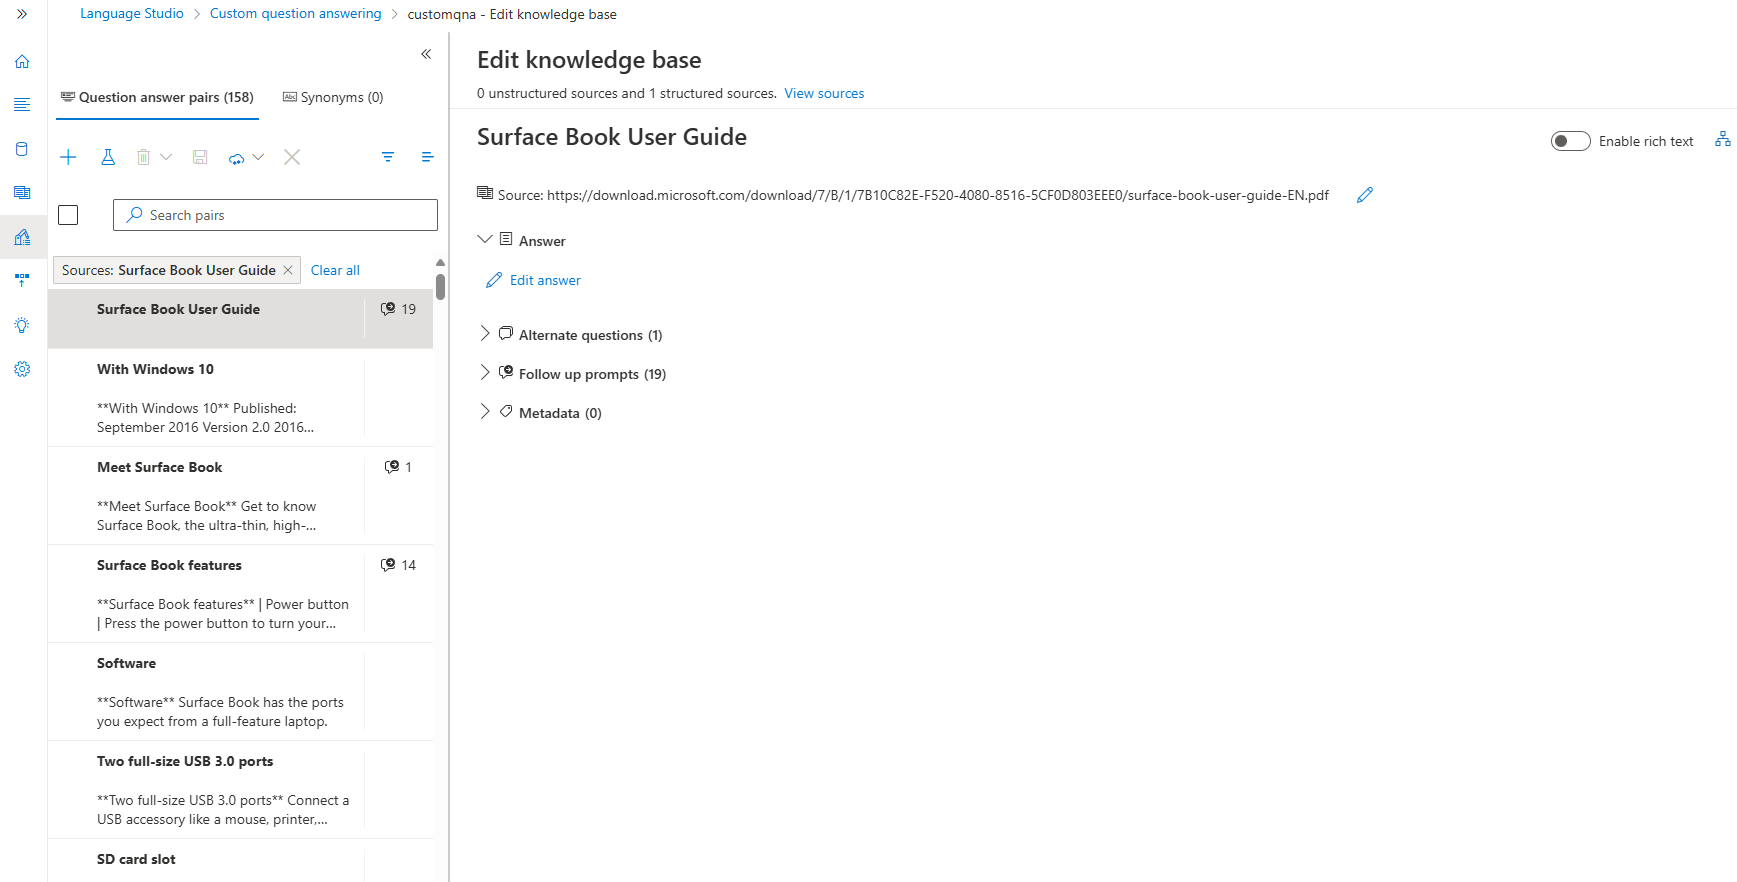 Language Studio > Custom question answering > customqna - Edit knowledge base
Question answer pairs (158)
Synonyms (0)
Search pairs
Sources: Surface Book User Guide
Clear all
Surface Book User Guide
19
With Windows 10
**With Windows 10** Published:
September 2016 Version 2.0 2016...
Meet Surface Book
1
**Meet Surface Book** Get to know
Surface Book, the ultra-thin, high-...
Surface Book features
14
**Surface Book features** | Power button
| Press the power button to turn your...
Software
**Software** Surface Book has the ports
you expect from a full-feature laptop.
Two full-size USB 3.0 ports
**Two full-size USB 3.0 ports** Connect a
USB accessory like a mouse, printer,...
SD card slot
Edit knowledge base
0 unstructured sources and 1 structured sources. View sources
Surface Book User Guide
Enable rich text
Source: https://download.microsoft.com/download/7/B/1/7B10C82E-F520-4080-8516-5CF0D803EEE0/surface-book-user-guide-EN.pdf
Answer
Edit answer
Alternate questions (1)
Follow up prompts (19)
Metadata (0)